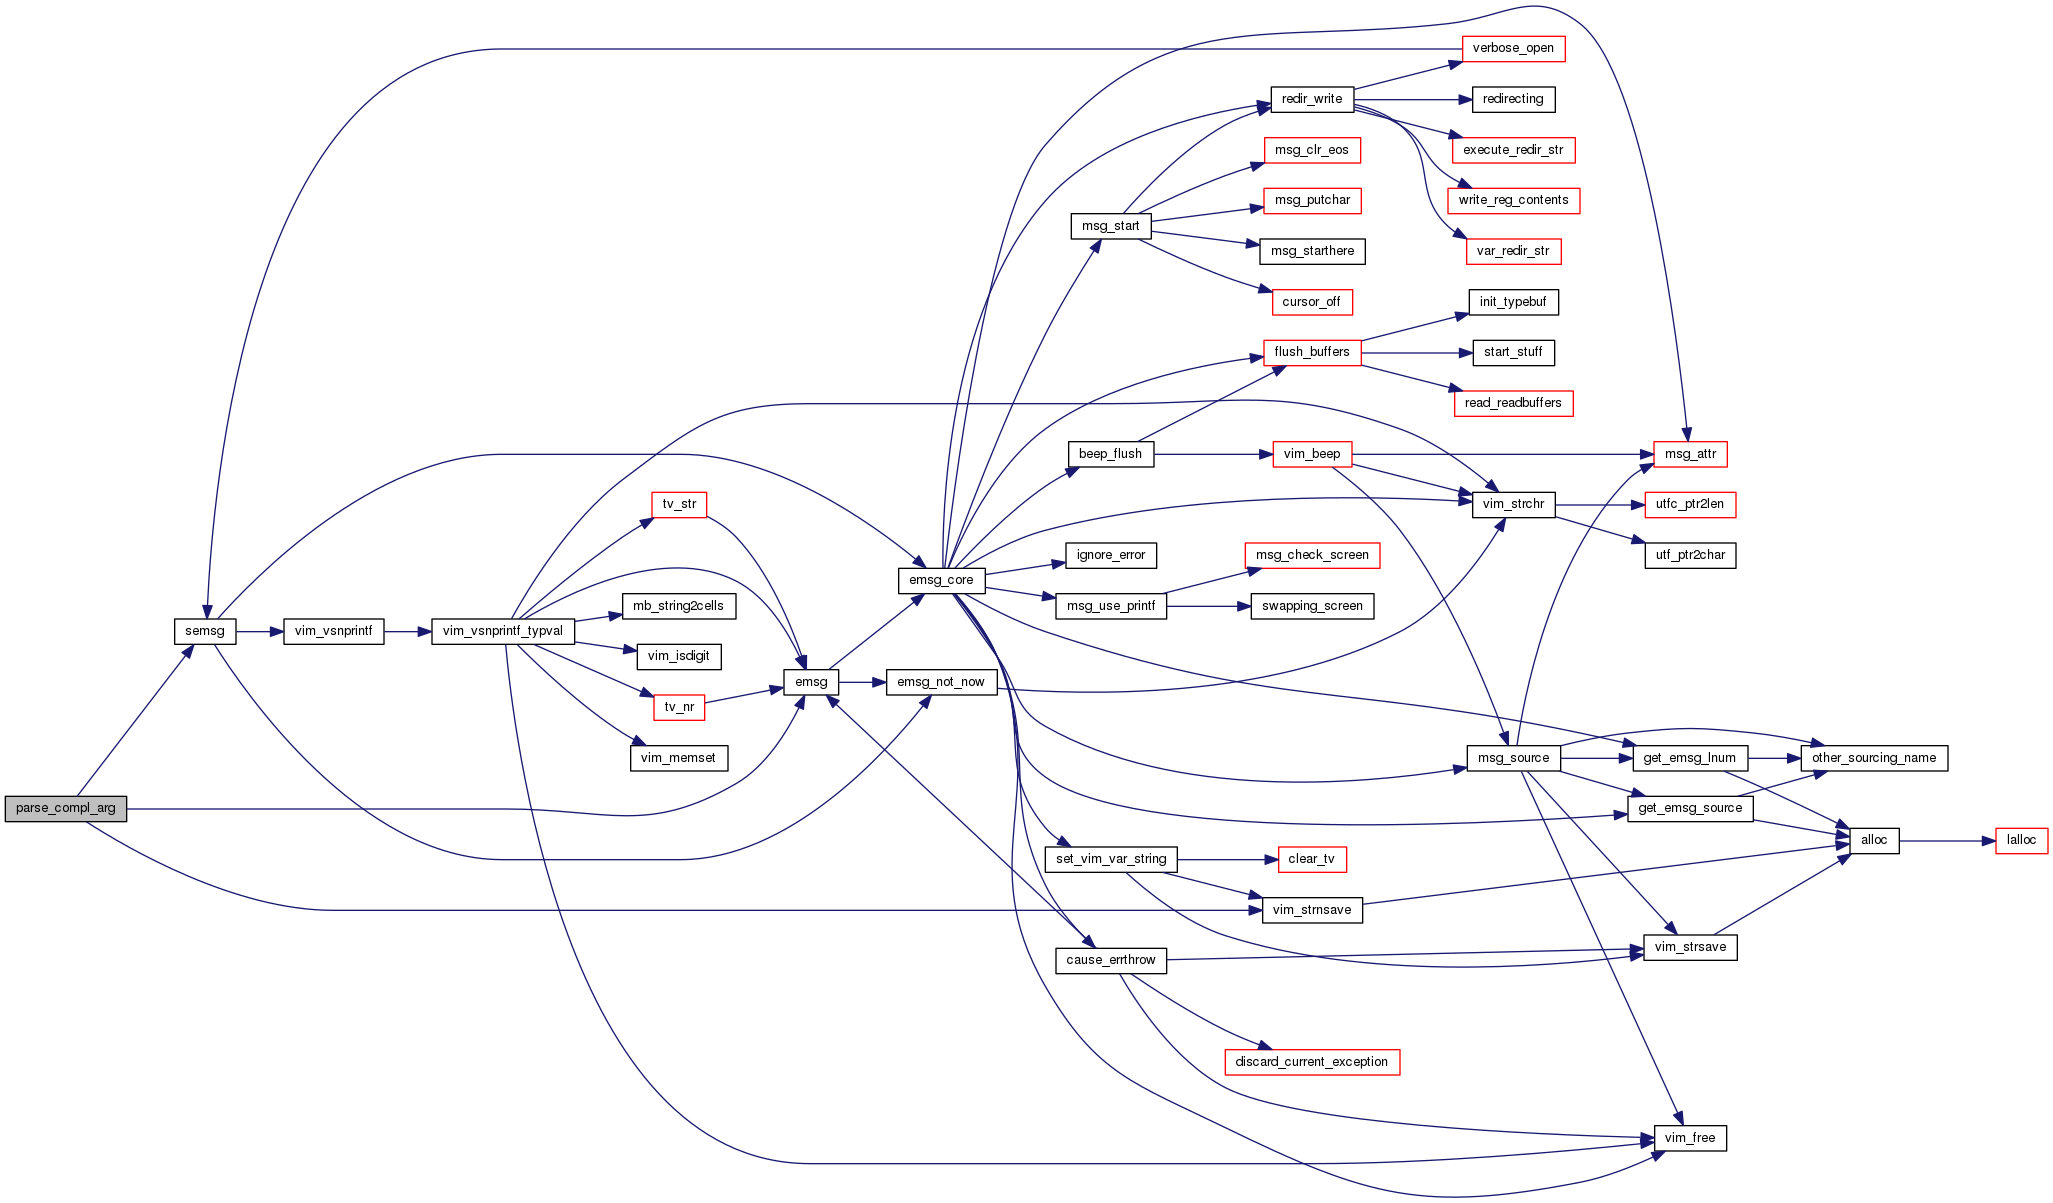 verbose_open
redir_write
redirecting
msg_clr_eos
execute_redir_str
msg_putchar
write_reg_contents
msg_start
msg_starthere
var_redir_str
cursor_off
init_typebuf
flush_buffers
start_stuff
read_readbuffers
beep_flush
vim_beep
msg_attr
tv_str
vim_strchr
utfc_ptr2len
ignore_error
msg_check_screen
utf_ptr2char
emsg_core
mb_string2cells
msg_use_printf
swapping_screen
semsg
vim_vsnprintf
vim_vsnprintf_typval
vim_isdigit
emsg
emsg_not_now
tv_nr
vim_memset
msg_source
get_emsg_lnum
other_sourcing_name
parse_compl_arg
get_emsg_source
alloc
lalloc
set_vim_var_string
clear_tv
vim_strnsave
vim_strsave
cause_errthrow
discard_current_exception
vim_free